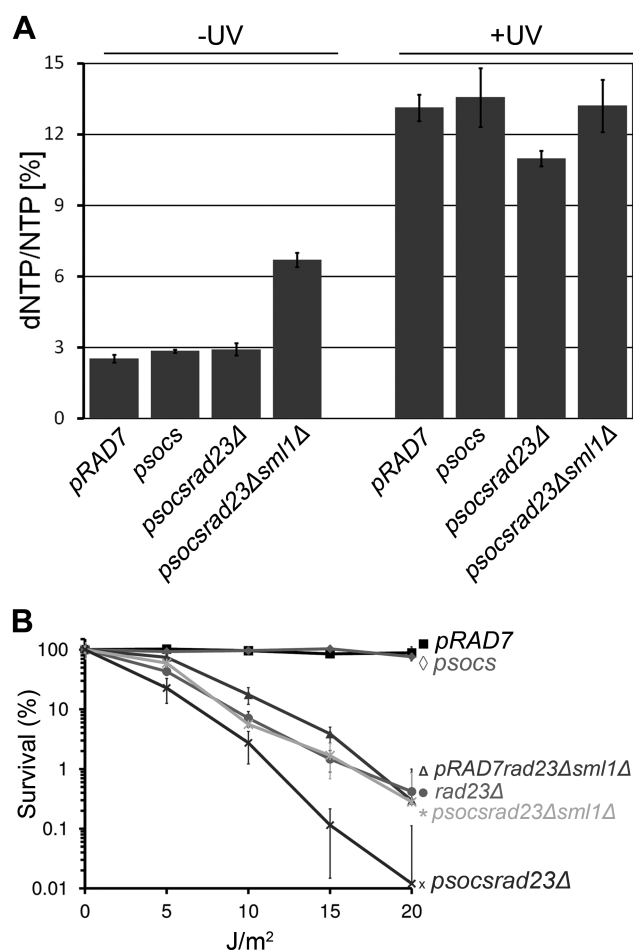 A
-UV +UV
dNTP/NTP [%]
15
12
9
6
3
0
pRAD7
psocs
psocsrad23Δ
psocsrad23Δsml1Δ
pRAD7
psocs
psocsrad23Δ
psocsrad23Δsml1Δ
B
Survival (%)
100
10
1
0.1
0.01
pRAD7
psocs
pRAD7rad23Δsml1Δ
rad23Δ
psocsrad23Δsml1Δ
psocsrad23Δ
0 5 10 15 20
J/m²